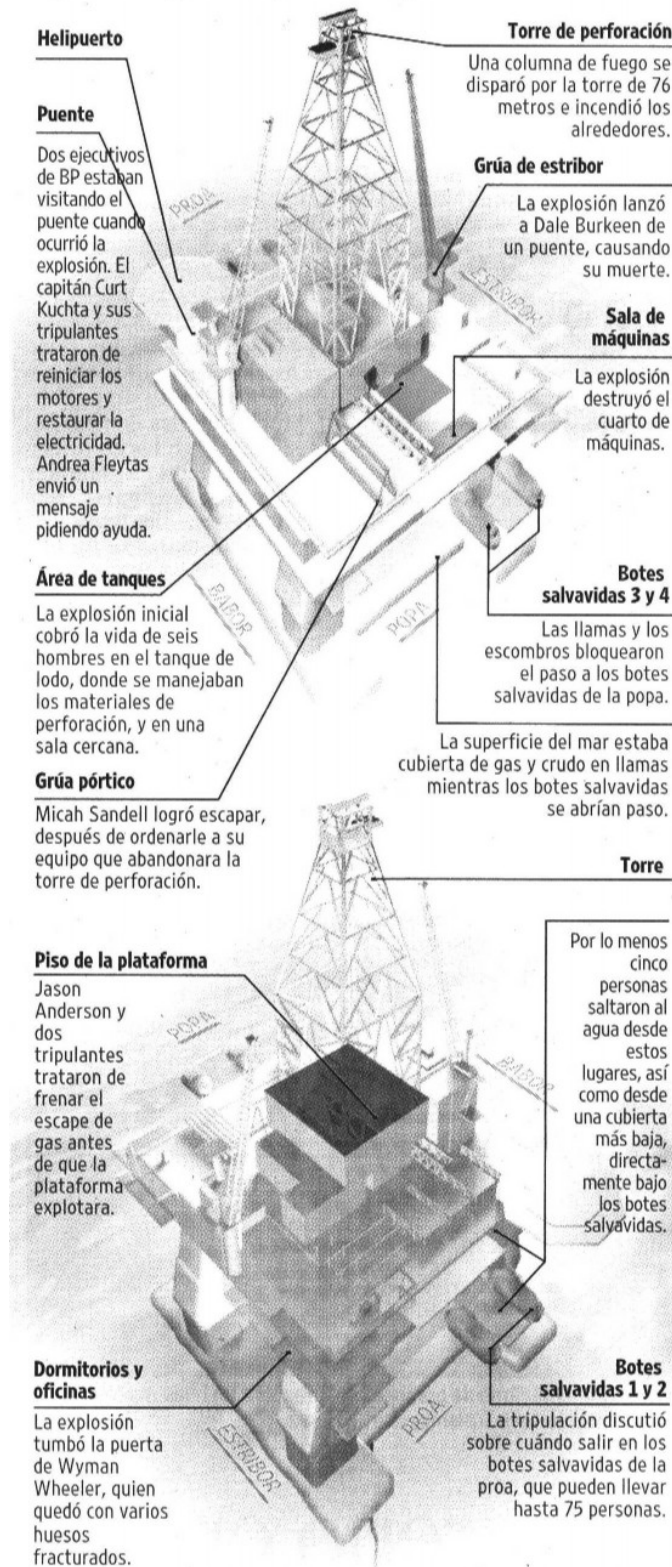 Helipuerto
Puente
Dos ejecutivos
de BP estaban
visitando el
puente cuando
ocurrió la
explosión. El
capitán Curt
Kuchta y sus
tripulantes
trataron de
reiniciar los
motores y
restaurar la
electricidad.
Andrea Fleytas
envió un
mensaje
pidiendo ayuda.
Área de tanques
La explosión inicial
cobró la vida de seis
hombres en el tanque de
lodo, donde se manejaban
los materiales de
perforación, y en una
sala cercana.
Grúa pórtico
Micah Sandell logró escapar,
después de ordenarle a su
equipo que abandonara la
torre de perforación.
PROA
ESTRIBOR
BABOR
POPA
Torre de perforación
Una columna de fuego se
disparó por la torre de 76
metros e incendió los
alrededores.
Grúa de estribor
La explosión lanzó
a Dale Burkeen de
un puente, causando
su muerte.
Sala de
máquinas
La explosión
destruyó el
cuarto de
máquinas.
Botes
salvavidas 3 y 4
Las llamas y los
escombros bloquearon
el paso a los botes
salvavidas de la popa.
La superficie del mar estaba
cubierta de gas y crudo en llamas
mientras los botes salvavidas
se abrían paso.
Torre
Piso de la plataforma
Jason
Anderson y
dos
tripulantes
trataron de
frenar el
escape de
gas antes
de que la
plataforma
explotara.
POPA
BABOR
Por lo menos
cinco
personas
saltaron al
agua desde
estos
lugares, así
como desde
una cubierta
más baja,
directa-
mente bajo
los botes
salvavidas.
Dormitorios y
oficinas
La explosión
tumbó la puerta
de Wyman
Wheeler, quien
quedó con varios
huesos
fracturados.
ESTRIBOR
PROA
Botes
salvavidas 1 y 2
La tripulación discutió
sobre cuándo salir en los
botes salvavidas de la
proa, que pueden llevar
hasta 75 personas.